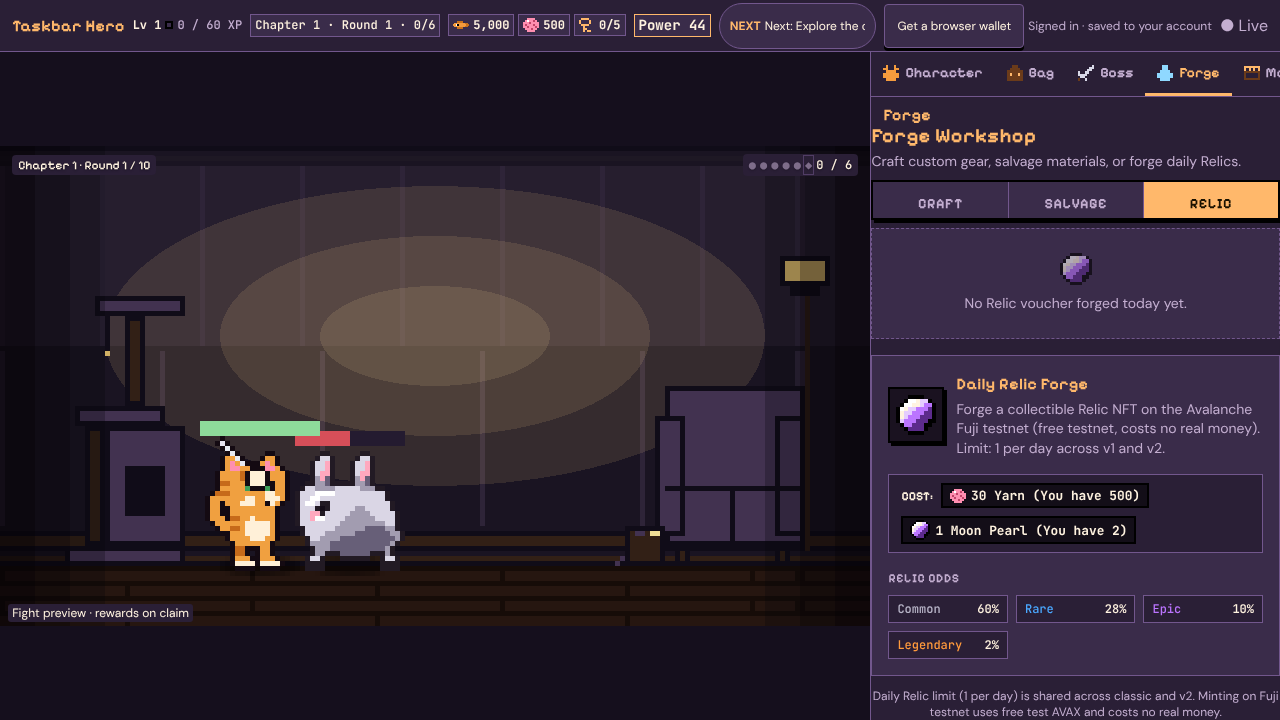 Taskbar Hero Lv 1 0 / 60 XP Chapter 1 · Round 1 · 0/6 5,000 500 0/5 Power 44 NEXT Next: Explore the Get a browser wallet Signed in · saved to your account Live
Character Bag Boss Forge
Forge
Forge Workshop
Craft custom gear, salvage materials, or forge daily Relics.
CRAFT SALVAGE RELIC
Chapter 1 · Round 1 / 10
0 / 6
No Relic voucher forged today yet.
Daily Relic Forge
Forge a collectible Relic NFT on the Avalanche
Fuji testnet (free testnet, costs no real money).
Limit: 1 per day across v1 and v2.
COST: 30 Yarn (You have 500)
1 Moon Pearl (You have 2)
RELIC ODDS
Common 60% Rare 28% Epic 10%
Legendary 2%
Fight preview · rewards on claim
Daily Relic limit (1 per day) is shared across classic and v2. Minting on Fuji
testnet uses free test AVAX and costs no real money.